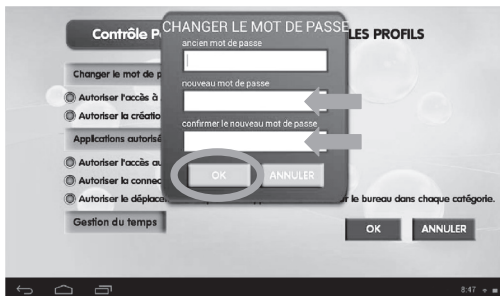 Contrôle P
CHANGER LE MOT DE PASSE
LES PROFILS
ancien mot de passe
Changer le mot de p
nouveau mot de passe
Autoriser l'accès à
Autoriser la créatio
confirmer le nouveau mot de passe
Applications autorisé
Autoriser l'accès au
Autoriser la connec
OK
ANNULER
Autoriser le déplace
r le bureau dans chaque catégorie.
Gestion du temps
OK
ANNULER
8:47